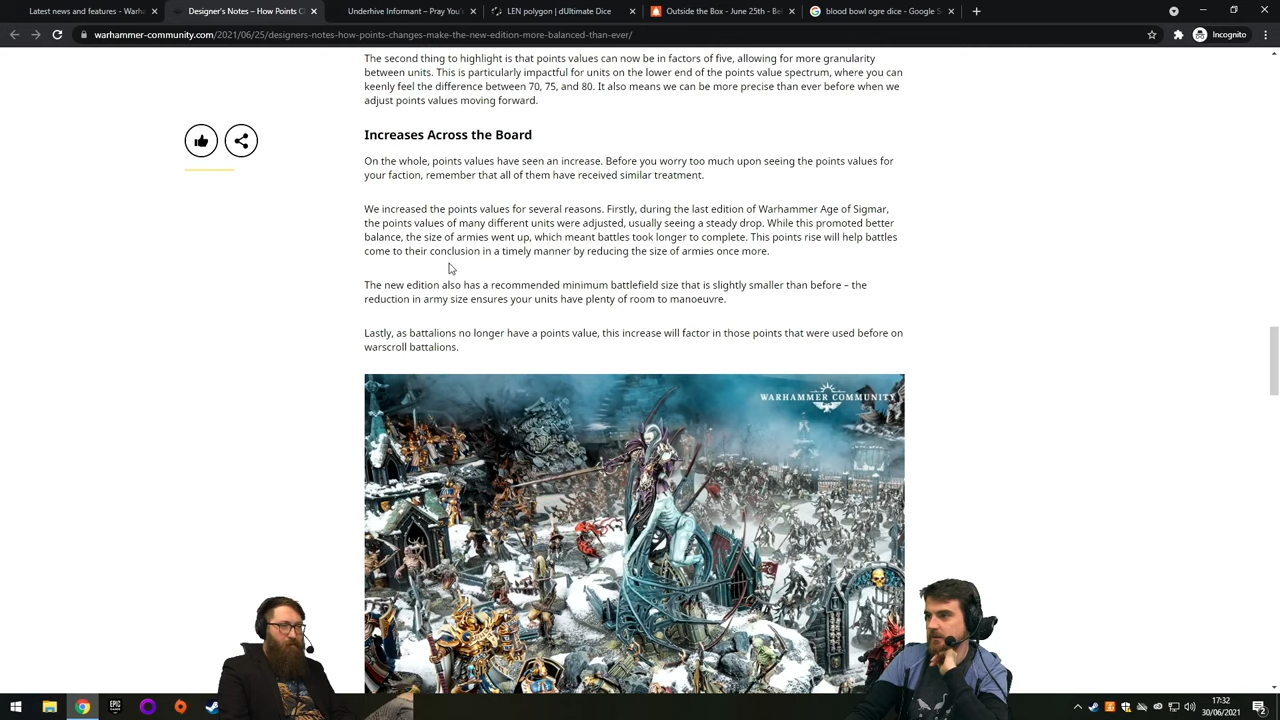 Latest news and features - Warh
Designer's Notes – How Points C
Underhive Informant – Pray You'
LEN polygon | dUltimate Dice
Outside the Box - June 25th - Bel
blood bowl ogre dice - Google S
warhammer-community.com/2021/06/25/designers-notes-how-points-changes-make-the-new-edition-more-balanced-than-ever/
Incognito
The second thing to highlight is that points values can now be in factors of five, allowing for more granularity
between units. This is particularly impactful for units on the lower end of the points value spectrum, where you can
keenly feel the difference between 70, 75, and 80. It also means we can be more precise than ever before when we
adjust points values moving forward.
Increases Across the Board
On the whole, points values have seen an increase. Before you worry too much upon seeing the points values for
your faction, remember that all of them have received similar treatment.
We increased the points values for several reasons. Firstly, during the last edition of Warhammer Age of Sigmar,
the points values of many different units were adjusted, usually seeing a steady drop. While this promoted better
balance, the size of armies went up, which meant battles took longer to complete. This points rise will help battles
come to their conclusion in a timely manner by reducing the size of armies once more.
The new edition also has a recommended minimum battlefield size that is slightly smaller than before – the
reduction in army size ensures your units have plenty of room to manoeuvre.
Lastly, as battalions no longer have a points value, this increase will factor in those points that were used before on
warscroll battalions.
WARHAMMER COMMUNITY
EPIC
17:32
30/06/2021
2